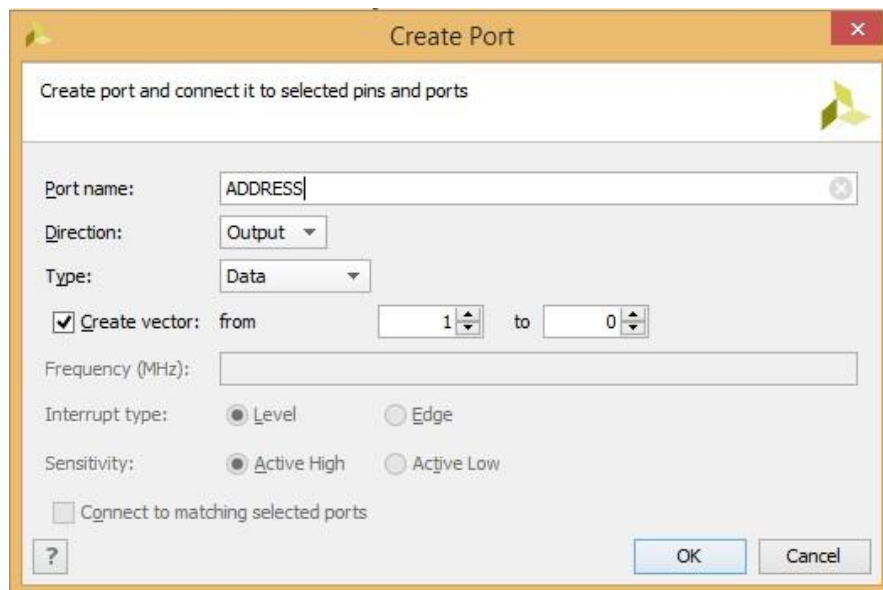 Create Port
Create port and connect it to selected pins and ports
Port name: ADDRESS
Direction: Output
Type: Data
Create vector: from 1 to 0
Frequency (MHz):
Interrupt type: Level Edge
Sensitivity: Active High Active Low
Connect to matching selected ports
? OK Cancel